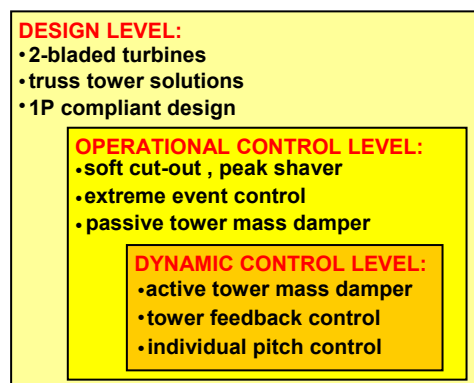 DESIGN LEVEL:
•2-bladed turbines
•truss tower solutions
•1P compliant design
OPERATIONAL CONTROL LEVEL:
•soft cut-out , peak shaver
•extreme event control
•passive tower mass damper
DYNAMIC CONTROL LEVEL:
•active tower mass damper
•tower feedback control
•individual pitch control